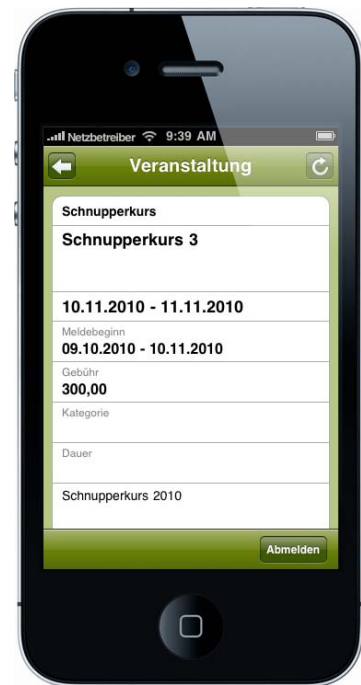 Netzbetreiber 9:39 AM
Veranstaltung
Schnupperkurs
Schnupperkurs 3
10.11.2010 - 11.11.2010
Meldebeginn
09.10.2010 - 10.11.2010
Gebühr
300,00
Kategorie
Dauer
Schnupperkurs 2010
Abmelden